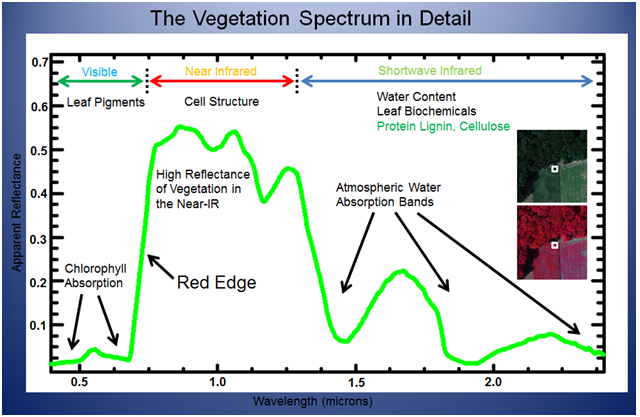 The Vegetation Spectrum in Detail
Visible
Near Infrared
Shortwave Infrared
Leaf Pigments
Cell Structure
Water Content
Leaf Biochemicals
Protein Lignin, Cellulose
High Reflectance
of Vegetation in
the Near-IR
Atmospheric Water
Absorption Bands
Chlorophyll
Absorption
Red Edge
Apparent Reflectance
0.7
0.6
0.5
0.4
0.3
0.2
0.1
0.5
1.0
1.5
2.0
Wavelength (microns)